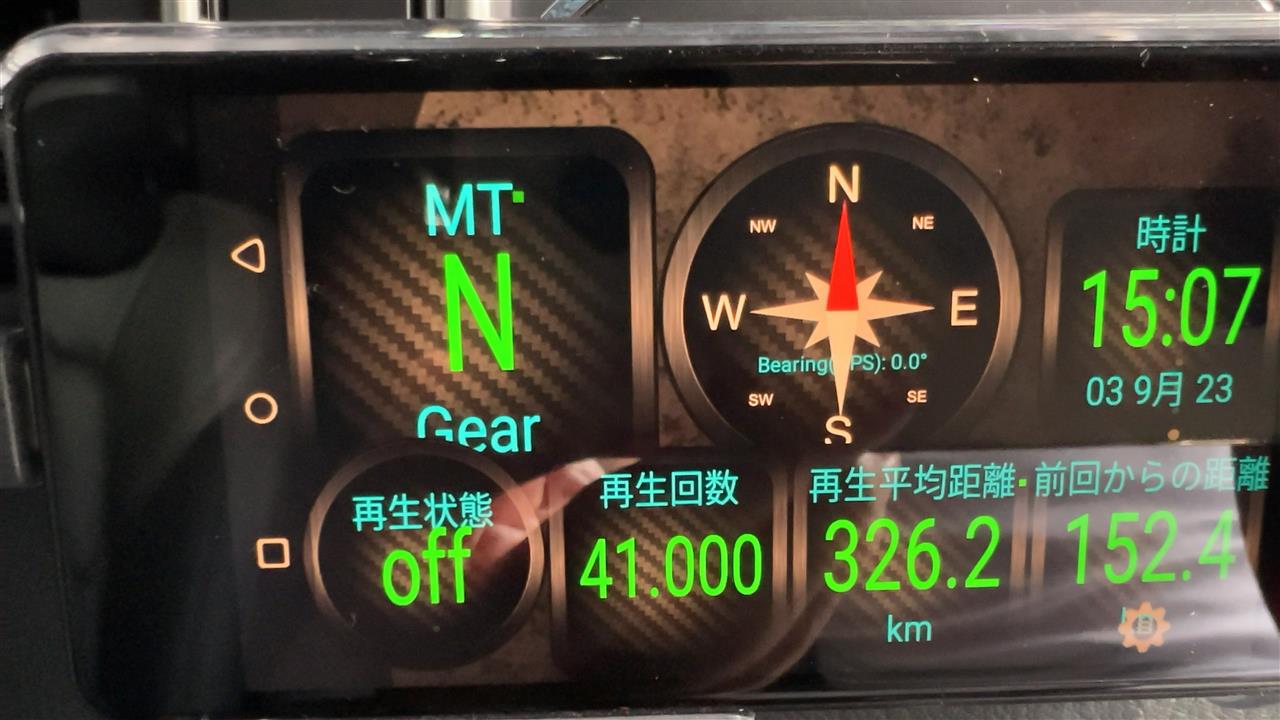 MT
N
Gear
N
NW
NE
W
E
Bearing(GPS): 0.0°
SW
SE
S
時計
15:07
03 9月 23
再生状態
off
再生回数
41.000
再生平均距離
326.2
km
前回からの距離
152.4